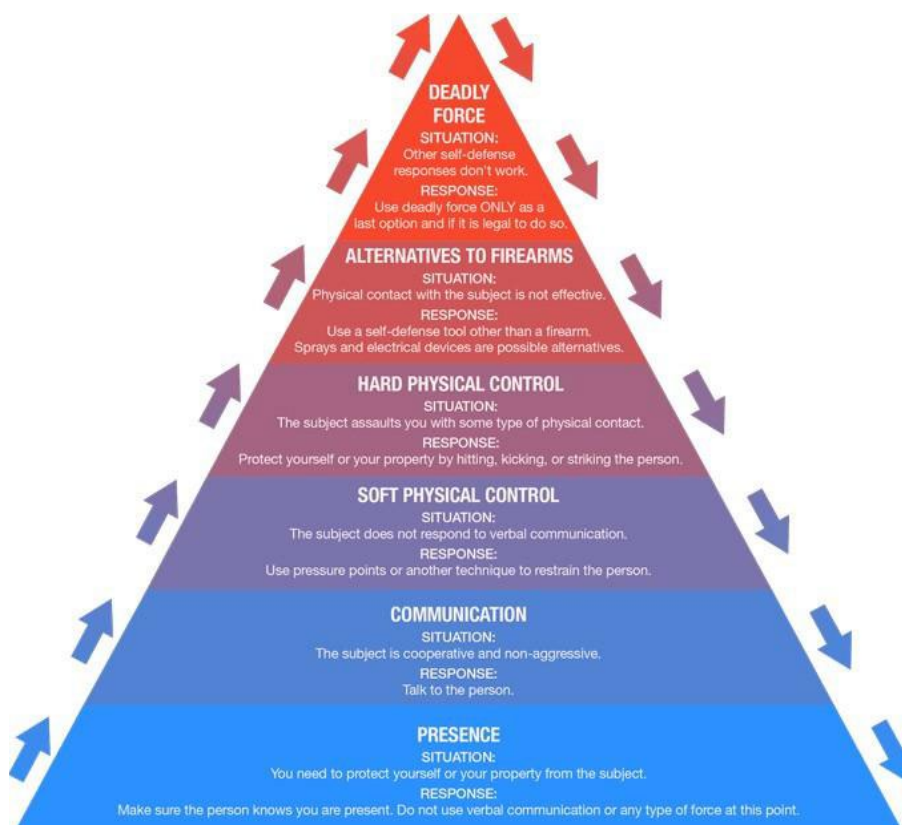 DEADLY
FORCE
SITUATION:
Other self-defense
responses don't work.
RESPONSE:
Use deadly force ONLY as a
last option and if it is legal to do so.
ALTERNATIVES TO FIREARMS
SITUATION:
Physical contact with the subject is not effective.
RESPONSE:
Use a self-defense tool other than a firearm.
Sprays and electrical devices are possible alternatives.
HARD PHYSICAL CONTROL
SITUATION:
The subject assaults you with some type of physical contact.
RESPONSE:
Protect yourself or your property by hitting, kicking, or striking the person.
SOFT PHYSICAL CONTROL
SITUATION:
The subject does not respond to verbal communication.
RESPONSE:
Use pressure points or another technique to restrain the person.
COMMUNICATION
SITUATION:
The subject is cooperative and non-aggressive.
RESPONSE:
Talk to the person.
PRESENCE
SITUATION:
You need to protect yourself or your property from the subject.
RESPONSE:
Make sure the person knows you are present. Do not use verbal communication or any type of force at this point.